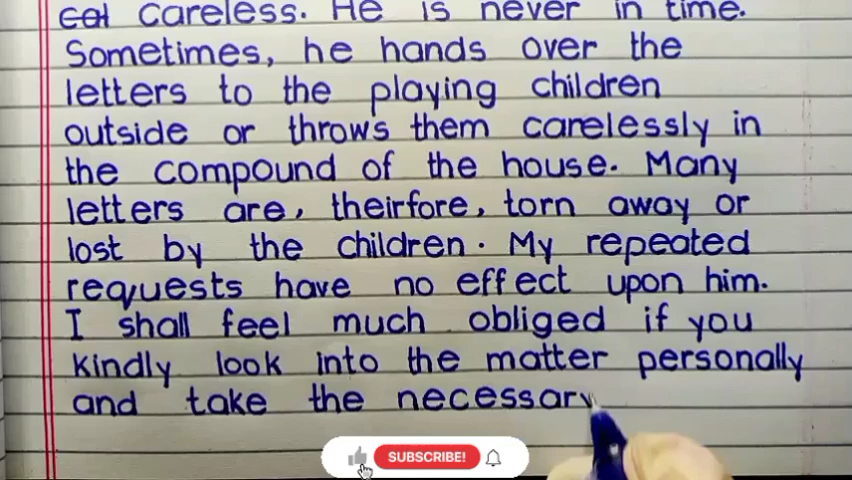 careless. He is never in time.
Sometimes, he hands over the
letters to the playing children
outside or throws them carelessly in
the compound of the house. Many
letters are, theirfore, torn away or
lost by the children. My repeated
requests have no effect upon him.
I shall feel much obliged if you
kindly look into the matter personally
and take the necessary
SUBSCRIBE!